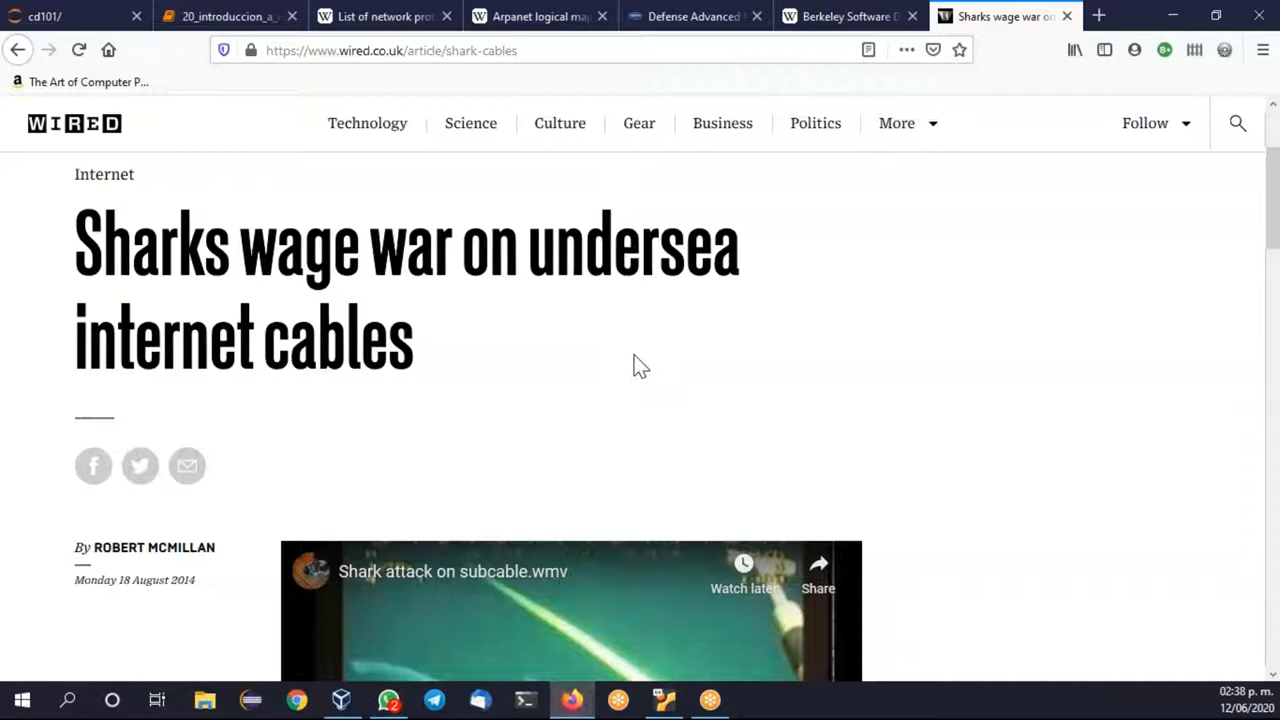 cd101/
20_introduccion_a_
List of network pro
Arpanet logical ma
Defense Advanced
Berkeley Software D
Sharks wage war on
https://www.wired.co.uk/article/shark-cables
The Art of Computer P...
WIRED
Technology
Science
Culture
Gear
Business
Politics
More
Follow
Internet
Sharks wage war on undersea
internet cables
By ROBERT MCMILLAN
Monday 18 August 2014
Shark attack on subcable.wmv
Watch later
Share
2
02:38 p. m.
12/06/2020